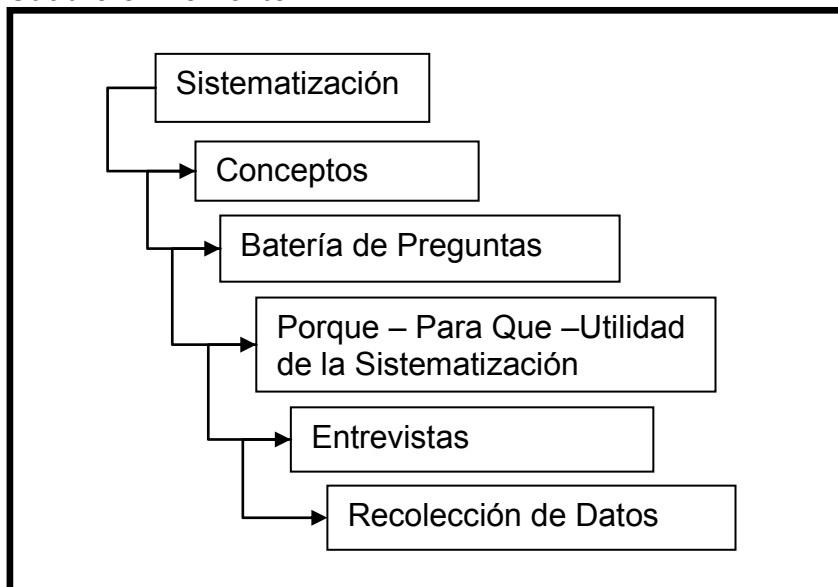 Sistematización
Conceptos
Batería de Preguntas
Porque – Para Que –Utilidad
de la Sistematización
Entrevistas
Recolección de Datos